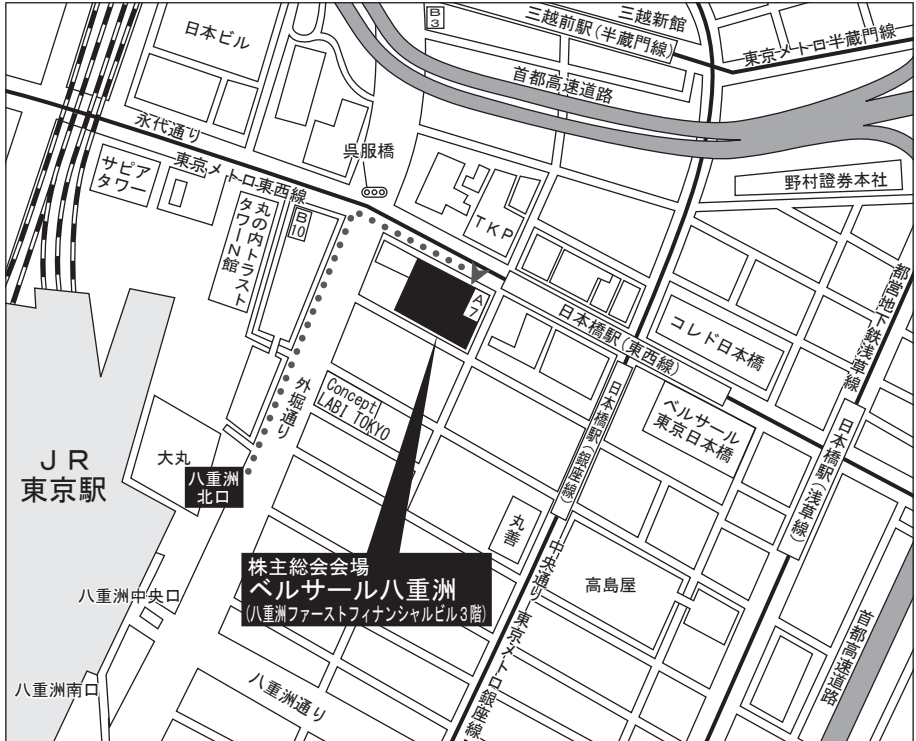 B3
三越前駅(半蔵門線)
三越新館
東京メトロ半蔵門線
日本ビル
首都高速道路
永代通り
呉服橋
東京メトロ東西線
サピア
タワー
野村證券本社
丸の内トラスト
タワーN館
B10
TKP
都営地下鉄浅草線
A7
日本橋駅(東西線)
コレド日本橋
外堀通り
Concept
LABI TOKYO
日本橋駅(銀座線)
ベルサール
東京日本橋
日本橋駅(浅草線)
大丸
JR
東京駅
八重洲
北口
丸善
株主総会会場
ベルサール八重洲
(八重洲ファーストフィナンシャルビル3階)
中央通り
東京メトロ銀座線
高島屋
八重洲中央口
首都高速道路
八重洲南口
八重洲通り